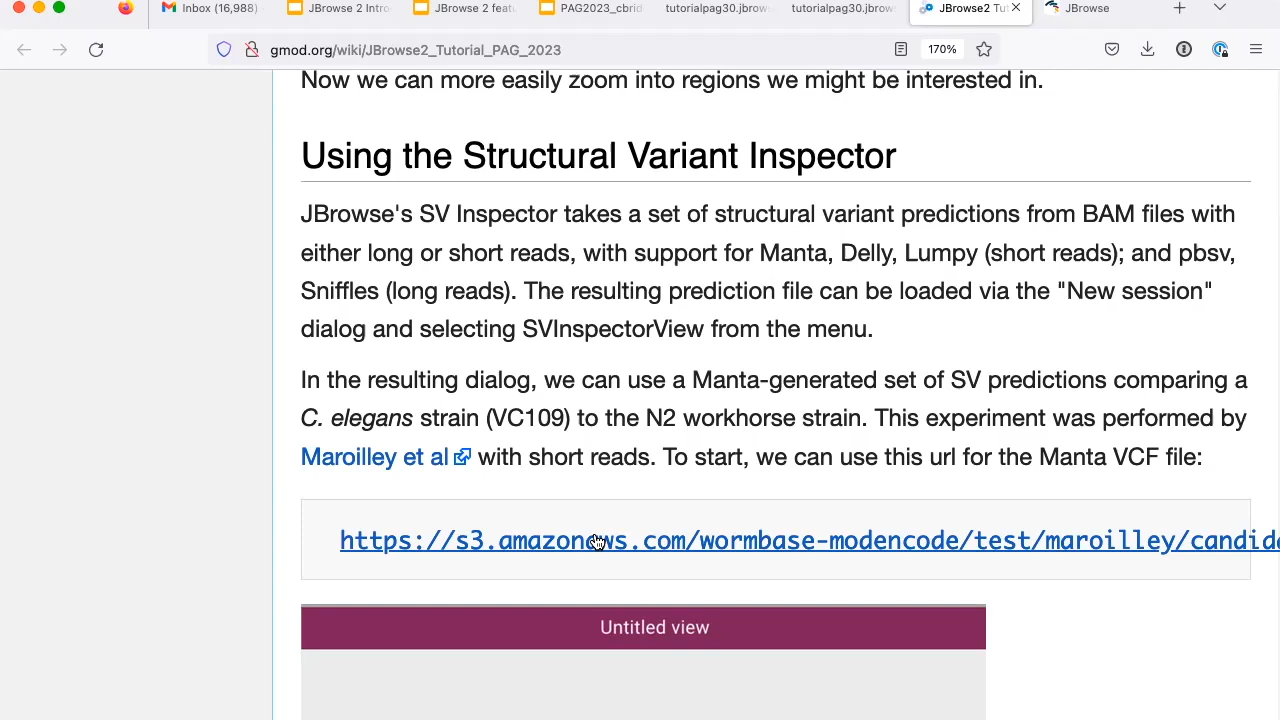 Inbox (16,988)
JBrowse 2 Intro
JBrowse 2 feat
PAG2023_cbrid
tutorialpag30.jbrow
tutorialpag30.jbrow
JBrowse2 Tut
JBrowse
gmod.org/wiki/JBrowse2_Tutorial_PAG_2023
170%
Now we can more easily zoom into regions we might be interested in.
Using the Structural Variant Inspector
JBrowse's SV Inspector takes a set of structural variant predictions from BAM files with
either long or short reads, with support for Manta, Delly, Lumpy (short reads); and pbsv,
Sniffles (long reads). The resulting prediction file can be loaded via the "New session"
dialog and selecting SVInspectorView from the menu.
In the resulting dialog, we can use a Manta-generated set of SV predictions comparing a
C. elegans strain (VC109) to the N2 workhorse strain. This experiment was performed by
Maroilley et al with short reads. To start, we can use this url for the Manta VCF file:
https://s3.amazonaws.com/wormbase-modencode/test/maroilley/candida
Untitled view